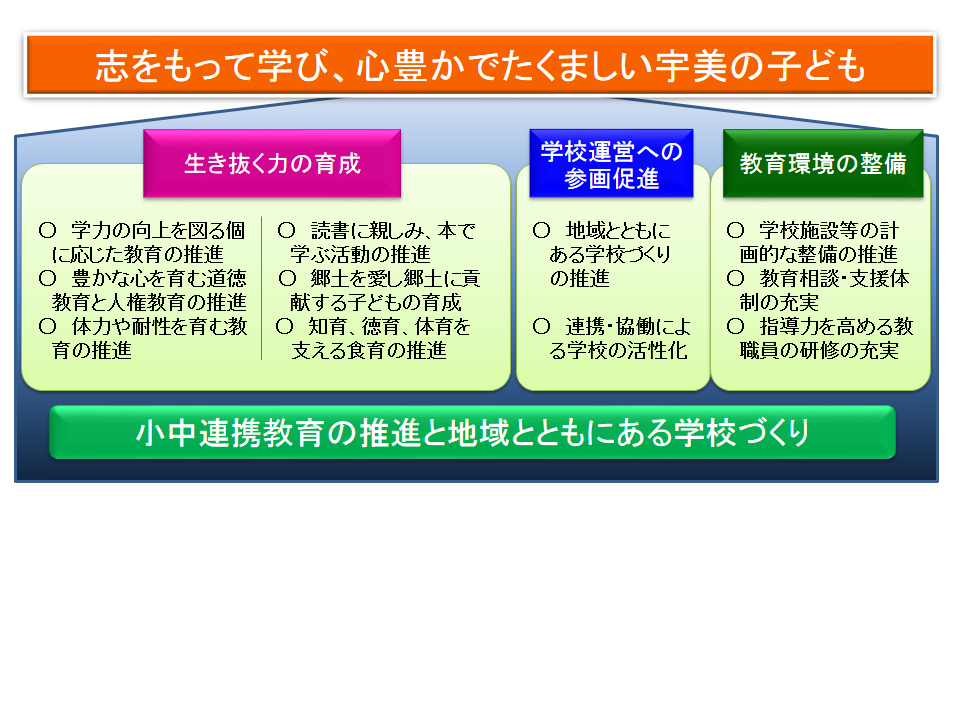 志をもって学び、心豊かでたくましい宇美の子ども
生き抜く力の育成
〇　学力の向上を図る個
に応じた教育の推進
〇　豊かな心を育む道徳
教育と人権教育の推進
〇　体力や耐性を育む教
育の推進
〇　読書に親しみ、本で
学ぶ活動の推進
〇　郷土を愛し郷土に貢
献する子どもの育成
〇　知育、徳育、体育を
支える食育の推進
学校運営への
参画促進
〇　地域とともに
ある学校づくり
の推進
〇　連携・協働によ
る学校の活性化
教育環境の整備
〇　学校施設等の計
画的な整備の推進
〇　教育相談・支援体
制の充実
〇　指導力を高める教
職員の研修の充実
小中連携教育の推進と地域とともにある学校づくり